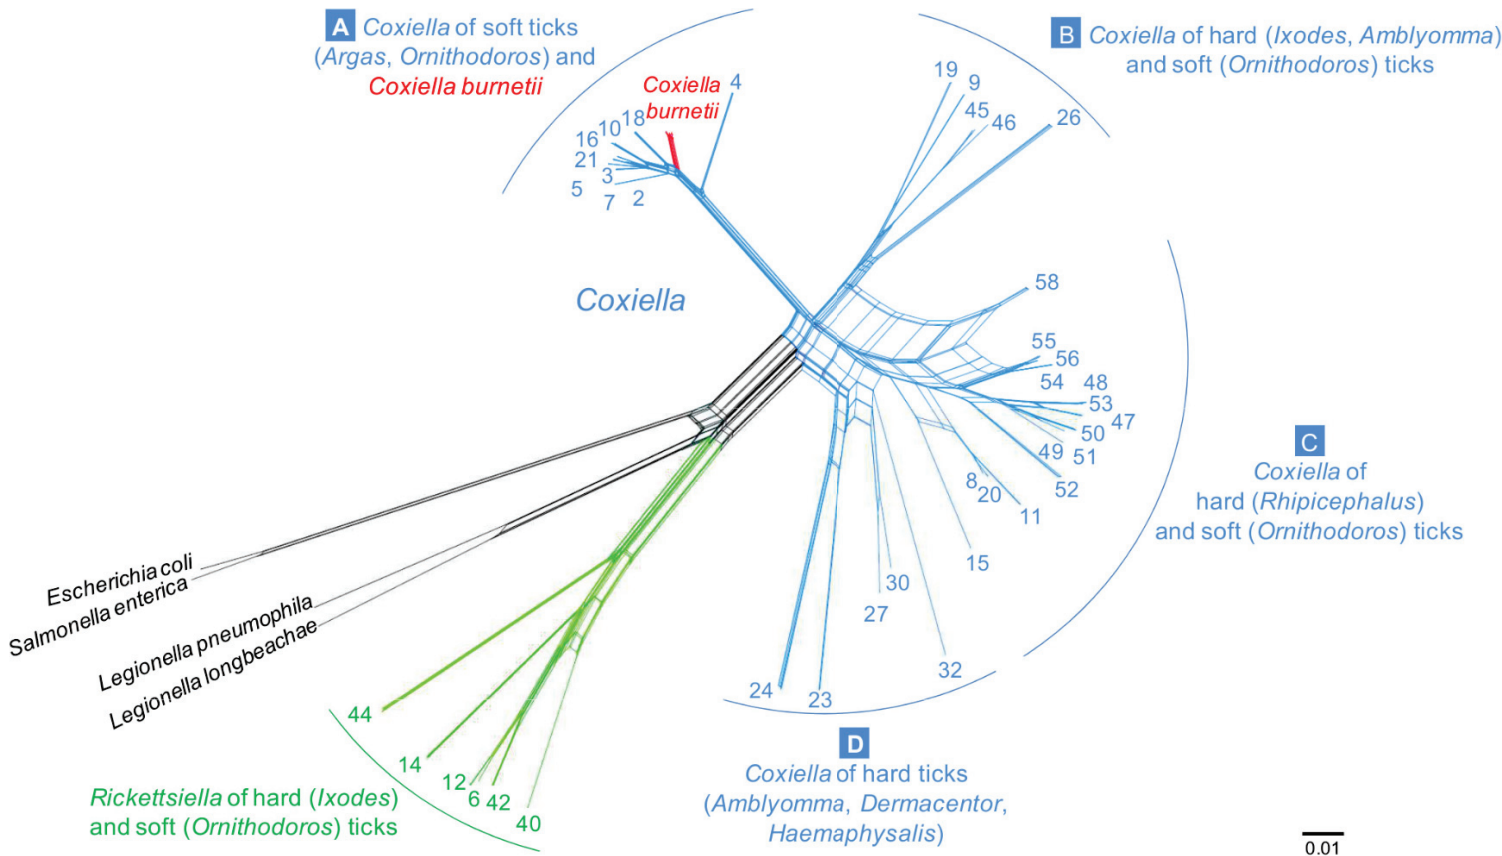 A Coxiella of soft ticks
(Argas, Ornithodoros) and
Coxiella burnetii
Coxiella
burnetii
4
18
10
16
21
3
5
7
2
B Coxiella of hard (Ixodes, Amblyomma)
and soft (Ornithodoros) ticks
19
9
45
46
26
Coxiella
58
55
56
54
48
53
47
50
49
51
52
8
20
11
15
30
27
32
24
23
C
Coxiella of
hard (Rhipicephalus)
and soft (Ornithodoros) ticks
D
Coxiella of hard ticks
(Amblyomma, Dermacentor,
Haemaphysalis)
Escherichia coli
Salmonella enterica
Legionella pneumophila
Legionella longbeachae
44
14
12
6
42
40
Rickettsiella of hard (Ixodes)
and soft (Ornithodoros) ticks
0.01